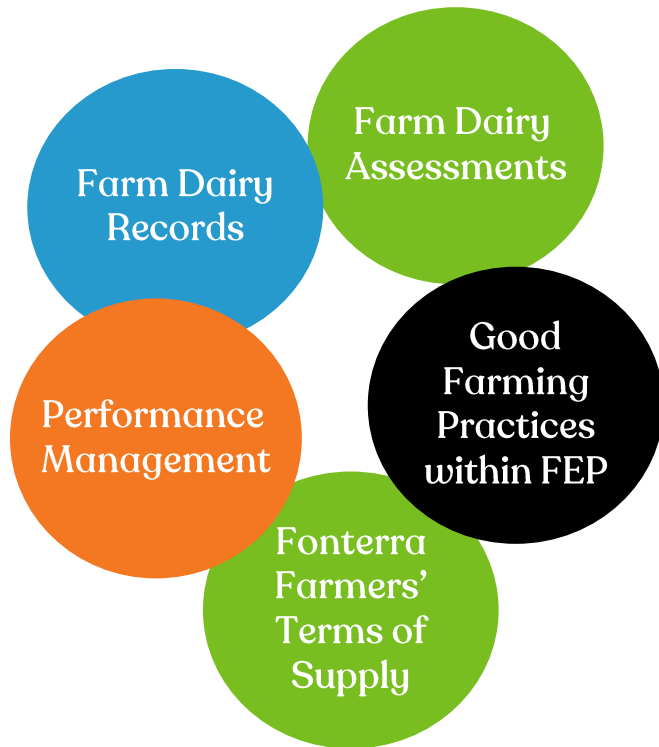 Farm Dairy
Assessments
Farm Dairy
Records
Good
Farming
Practices
within FEP
Performance
Management
Fonterra
Farmers’
Terms of
Supply